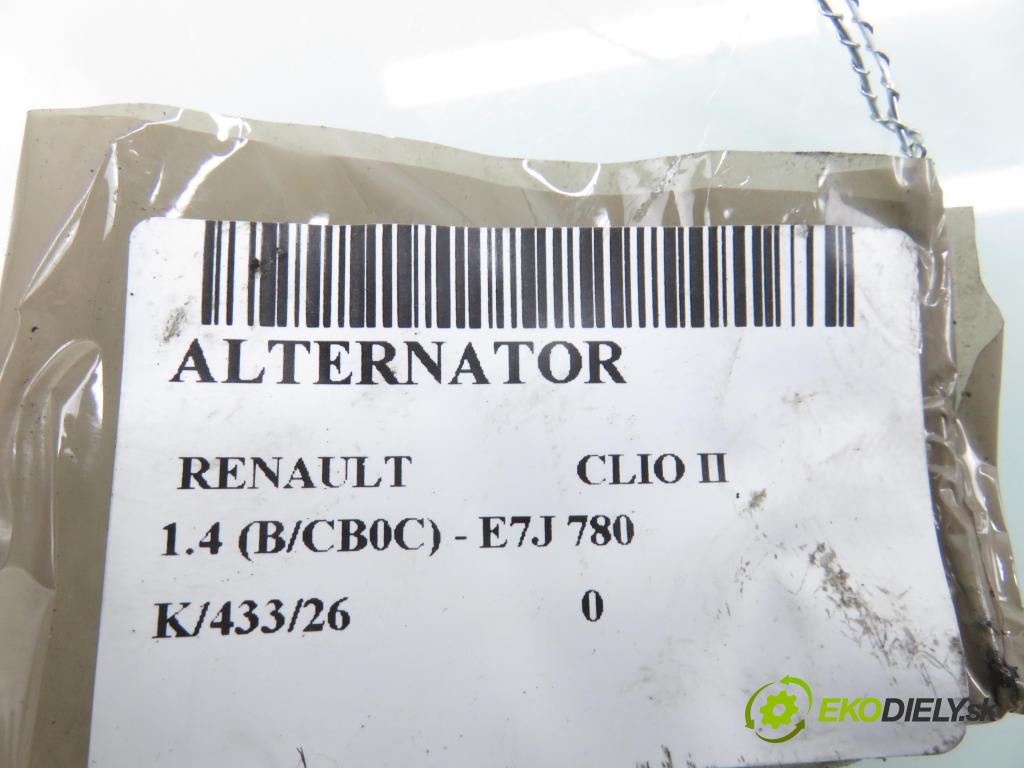 ALTERNATOR
RENAULT CLIO II
1.4 (B/CB0C) - E7J 780
K/433/26 0
EKODIELY.sk